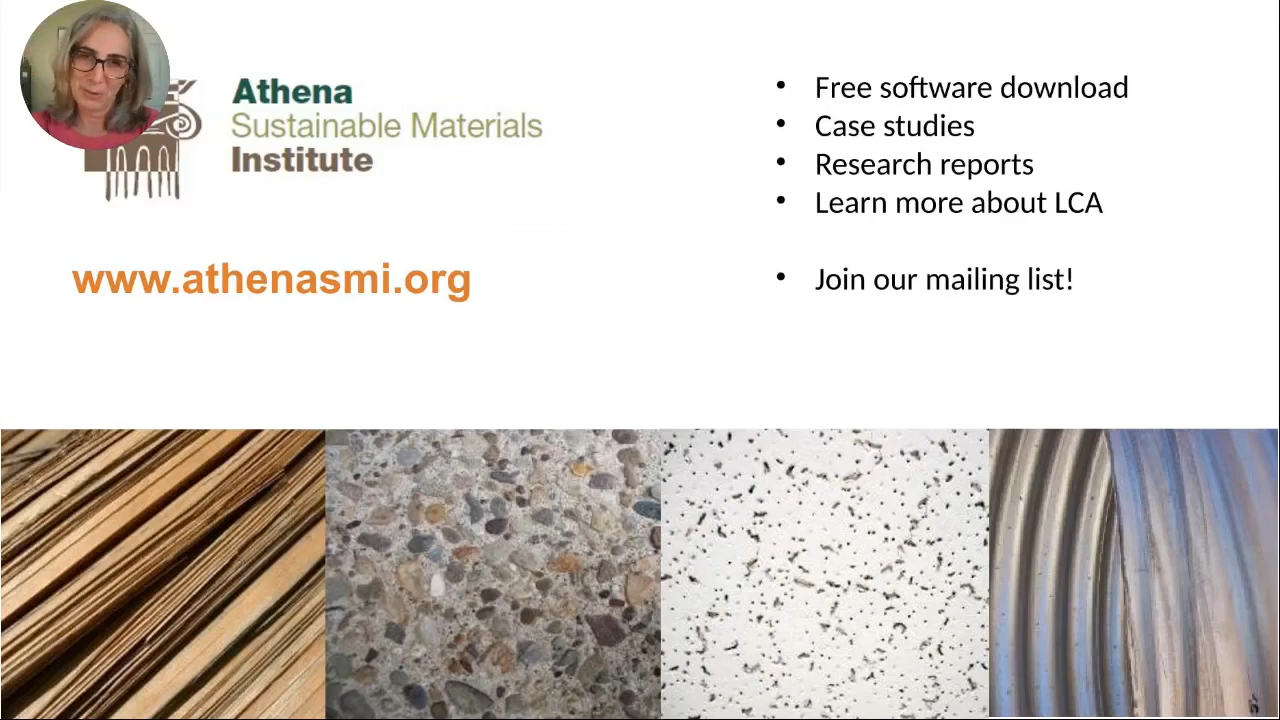 Athena
Sustainable Materials
Institute
www.athenasmi.org
• Free software download
• Case studies
• Research reports
• Learn more about LCA
• Join our mailing list!